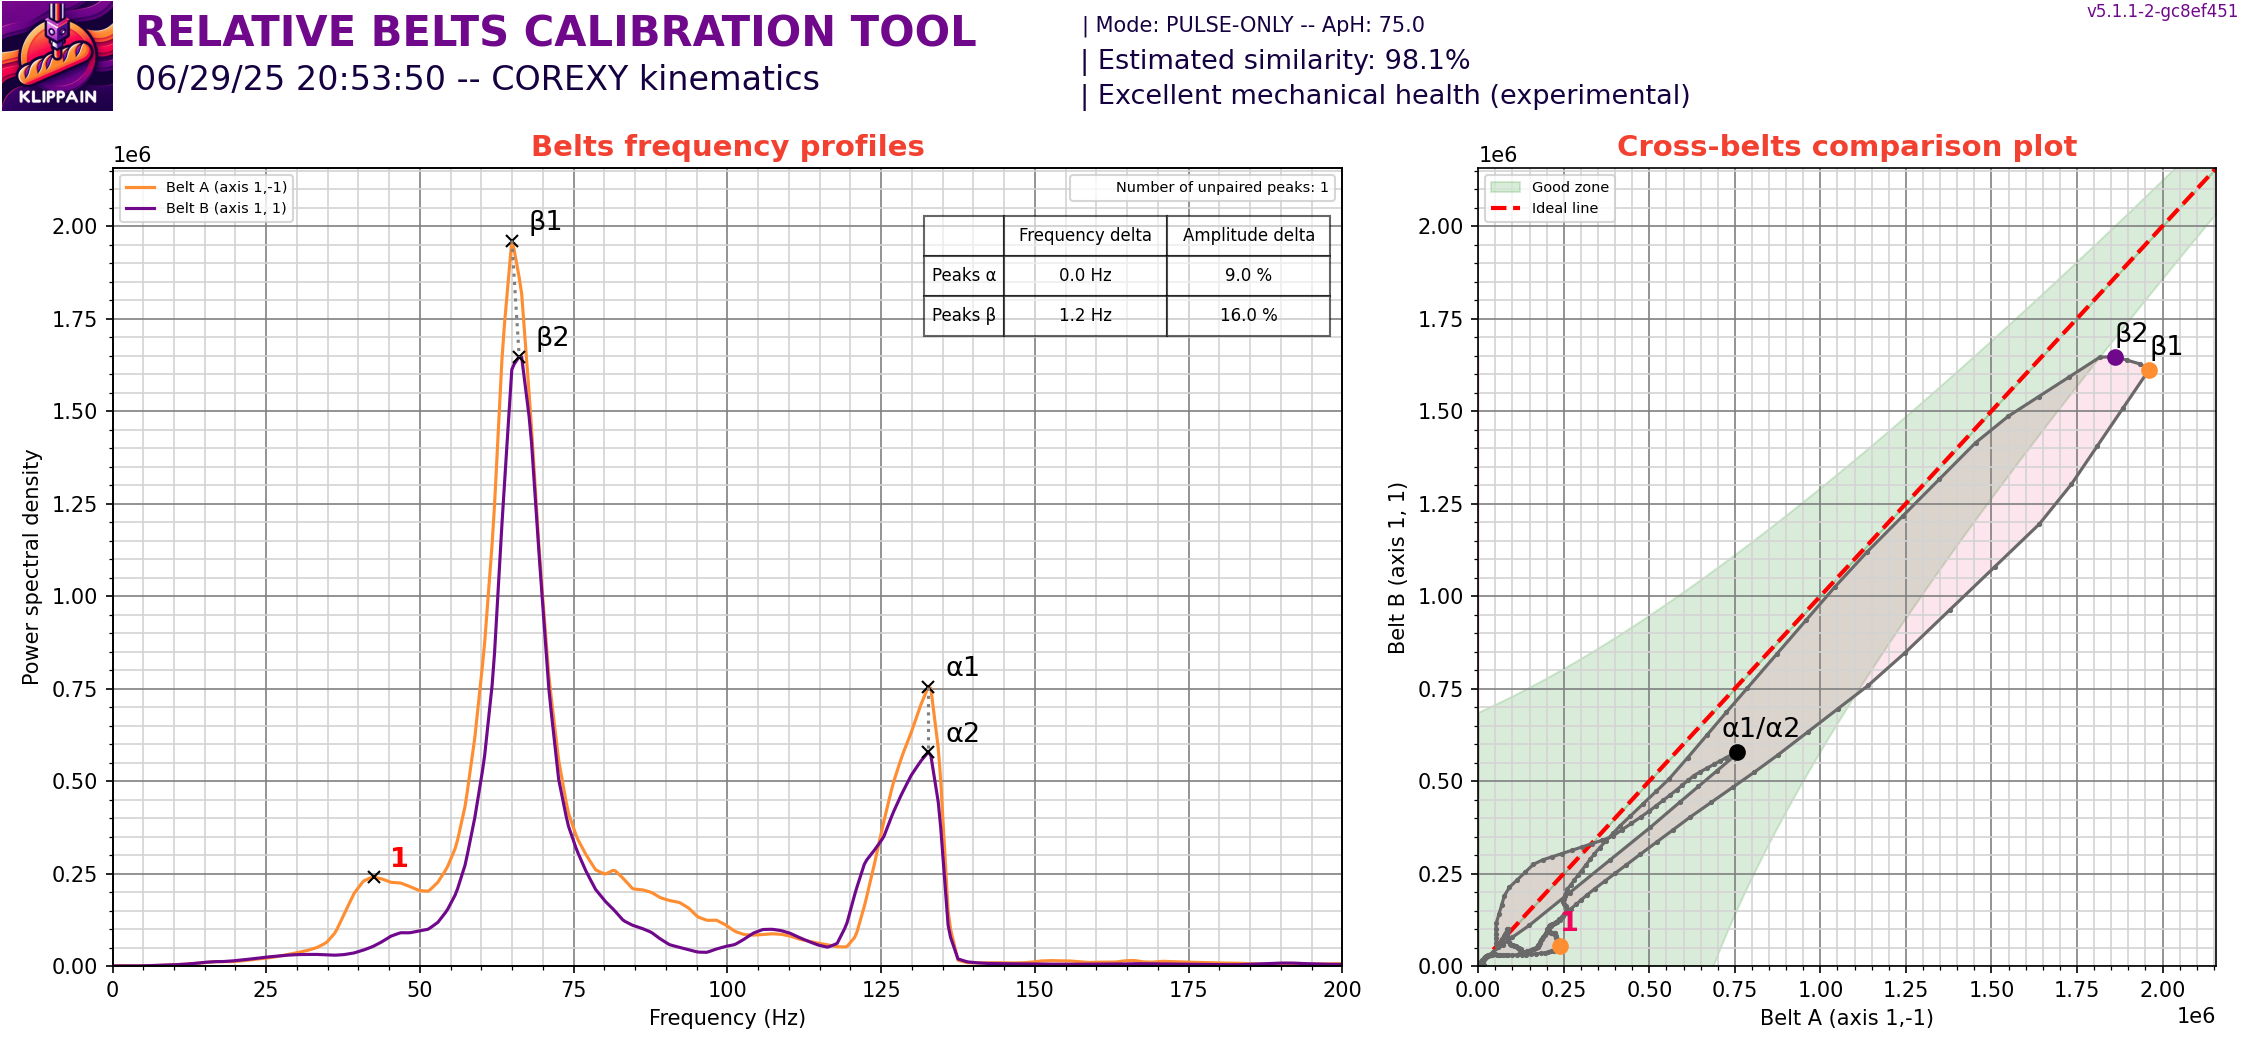 KLIPPAIN
RELATIVE BELTS CALIBRATION TOOL
06/29/25 20:53:50 -- COREXY kinematics
| Mode: PULSE-ONLY -- ApH: 75.0
| Estimated similarity: 98.1%
| Excellent mechanical health (experimental)
v5.1.1-2-gc8ef451
Belts frequency profiles
1e6
Belt A (axis 1,-1)
Belt B (axis 1, 1)
Number of unpaired peaks: 1
Frequency delta Amplitude delta
Peaks α 0.0 Hz 9.0 %
Peaks β 1.2 Hz 16.0 %
β1
β2
α1
α2
1
2.00
1.75
1.50
1.25
1.00
0.75
0.50
0.25
0.00
Power spectral density
0 25 50 75 100 125 150 175 200
Frequency (Hz)
Cross-belts comparison plot
1e6
Good zone
Ideal line
β2
β1
α1/α2
1
2.00
1.75
1.50
1.25
1.00
0.75
0.50
0.25
0.00
Belt B (axis 1, 1)
0.00 0.25 0.50 0.75 1.00 1.25 1.50 1.75 2.00
Belt A (axis 1,-1)
1e6